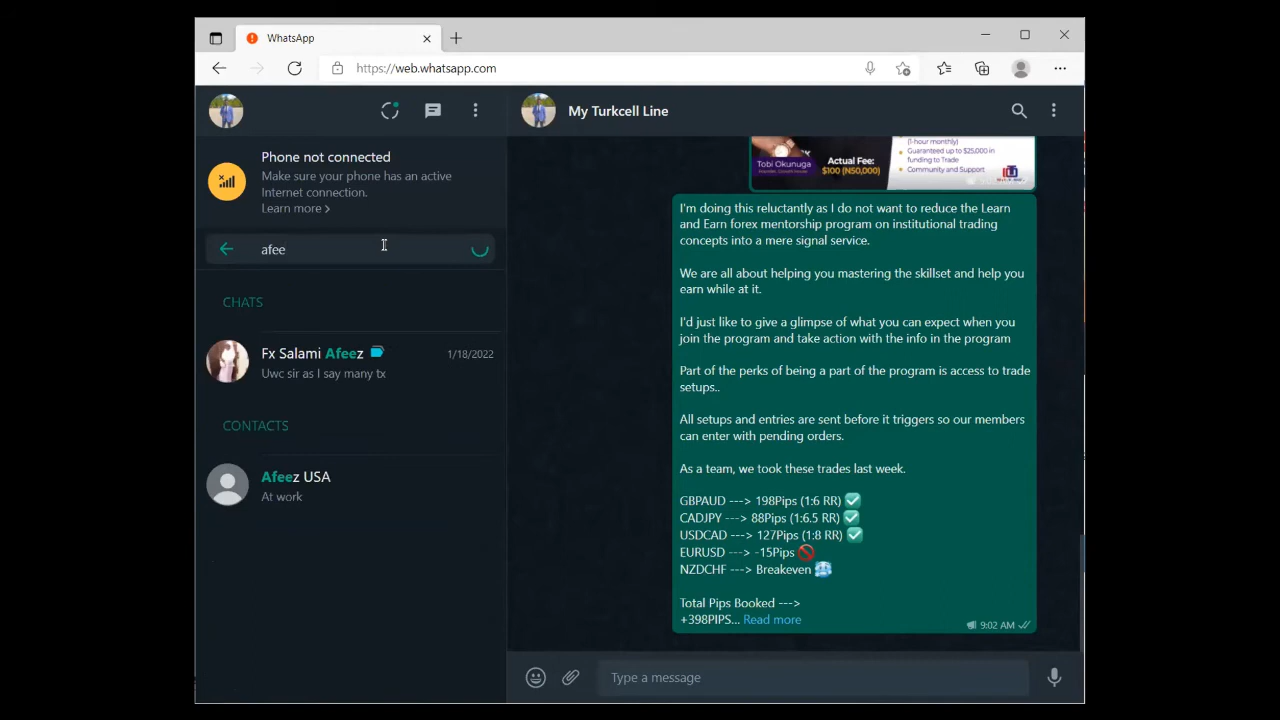 WhatsApp
https://web.whatsapp.com
My Turkcell Line
Phone not connected
Make sure your phone has an active
Internet connection.
Learn more >
afee
CHATS
Fx Salami Afeez
1/18/2022
Uwc sir as I say many tx
CONTACTS
Afeez USA
At work
Tobi Okunuga
ACTUAL FEE:
$100 (N50,000)
(1-hour monthly)
Guaranteed up to $25,000 in
funding to Trade
Community and Support
I'm doing this reluctantly as I do not want to reduce the Learn
and Earn forex mentorship program on institutional trading
concepts into a mere signal service.
We are all about helping you mastering the skillset and help you
earn while at it.
I'd just like to give a glimpse of what you can expect when you
join the program and take action with the info in the program
Part of the perks of being a part of the program is access to trade
setups..
All setups and entries are sent before it triggers so our members
can enter with pending orders.
As a team, we took these trades last week.
GBPAUD ---> 198Pips (1:6 RR) ✅
CADJPY ---> 88Pips (1:6.5 RR) ✅
USDCAD ---> 127Pips (1:8 RR) ✅
EURUSD ---> -15Pips 🚫
NZDCHF ---> Breakeven
Total Pips Booked --->
+398PIPS... Read more
9:02 AM
Type a message